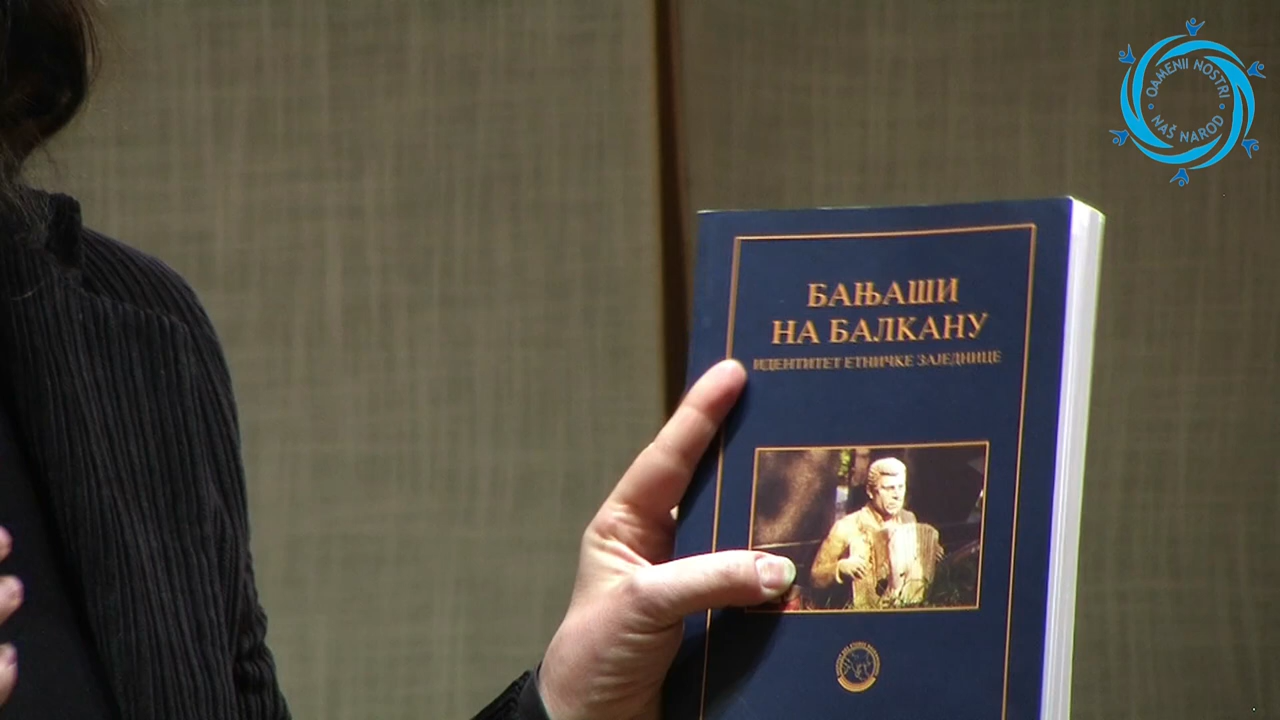 OAMENII NOSTRI
NAŠ NAROD
БАЊАШИ
НА БАЛКАНУ
ИДЕНТИТЕТ ЕТНИЧКЕ ЗАЈЕДНИЦЕ